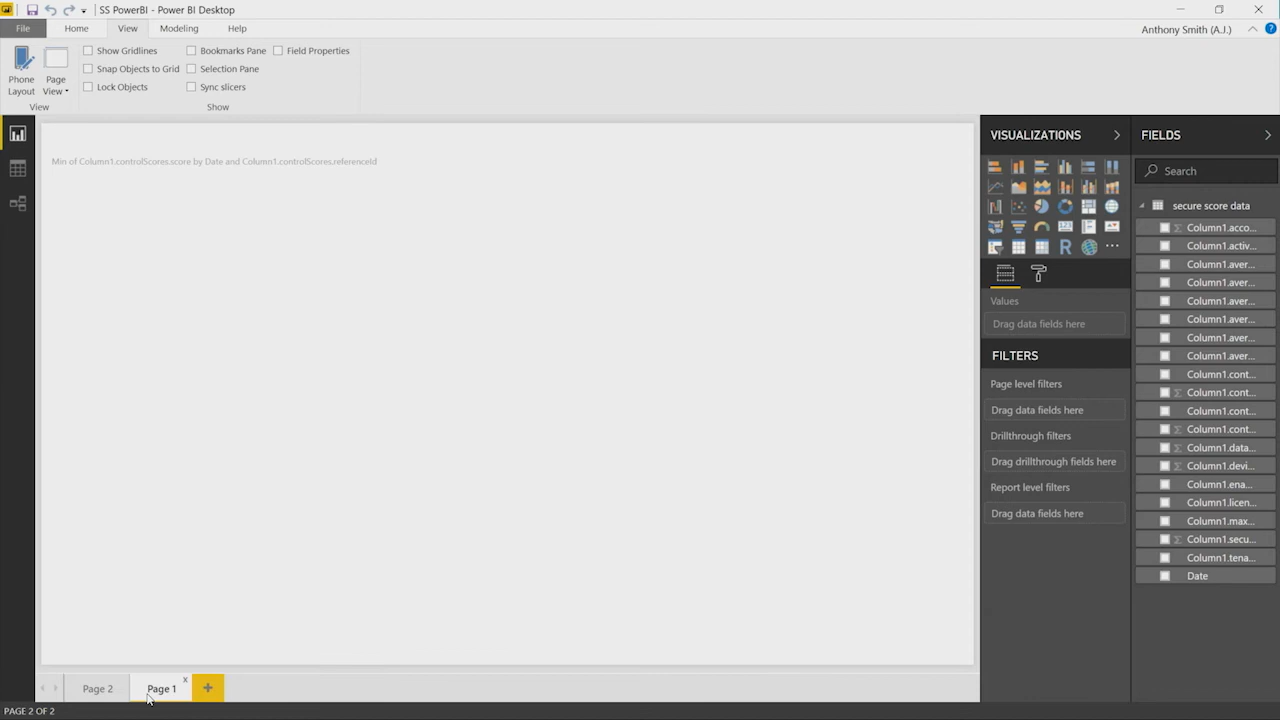 SS PowerBI - Power BI Desktop
File
Home
View
Modeling
Help
Anthony Smith (A.J.)
Phone
Layout
Page
View
View
Show Gridlines
Snap Objects to Grid
Lock Objects
Bookmarks Pane
Selection Pane
Sync slicers
Field Properties
Show
Min of Column1.controlScores.score by Date and Column1.controlScores.referenceId
VISUALIZATIONS
Values
Drag data fields here
FILTERS
Page level filters
Drag data fields here
Drillthrough filters
Drag drillthrough fields here
Report level filters
Drag data fields here
FIELDS
Search
secure score data
Column1.acco...
Column1.activ...
Column1.aver...
Column1.aver...
Column1.aver...
Column1.aver...
Column1.aver...
Column1.aver...
Column1.cont...
Column1.cont...
Column1.cont...
Column1.cont...
Column1.data...
Column1.devi...
Column1.ena...
Column1.licen...
Column1.max...
Column1.secu...
Column1.tena...
Date
Page 2
Page 1
PAGE 2 OF 2